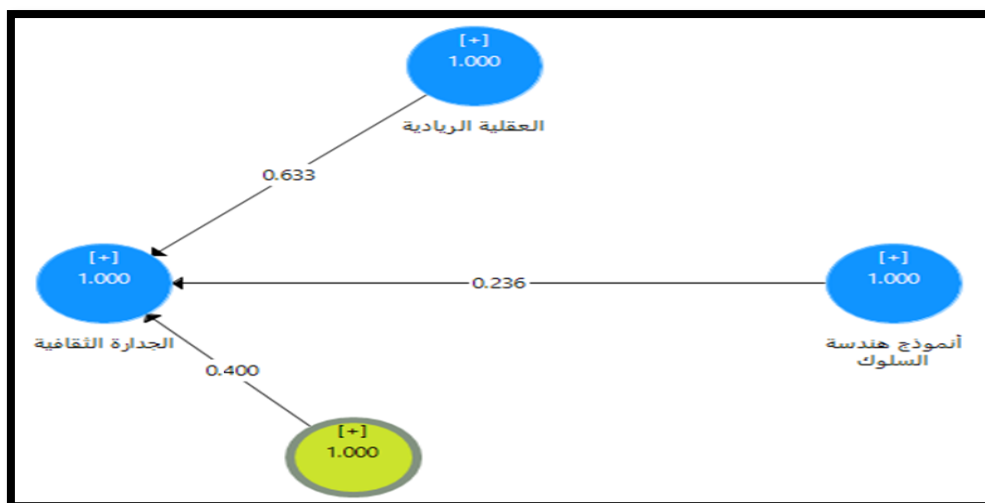 [+]
1.000
العقلية الريادية
0.633
[+]
1.000
الجدارة الثقافية
0.236
[+]
1.000
أنموذج هندسة
السلوك
0.400
[+]
1.000